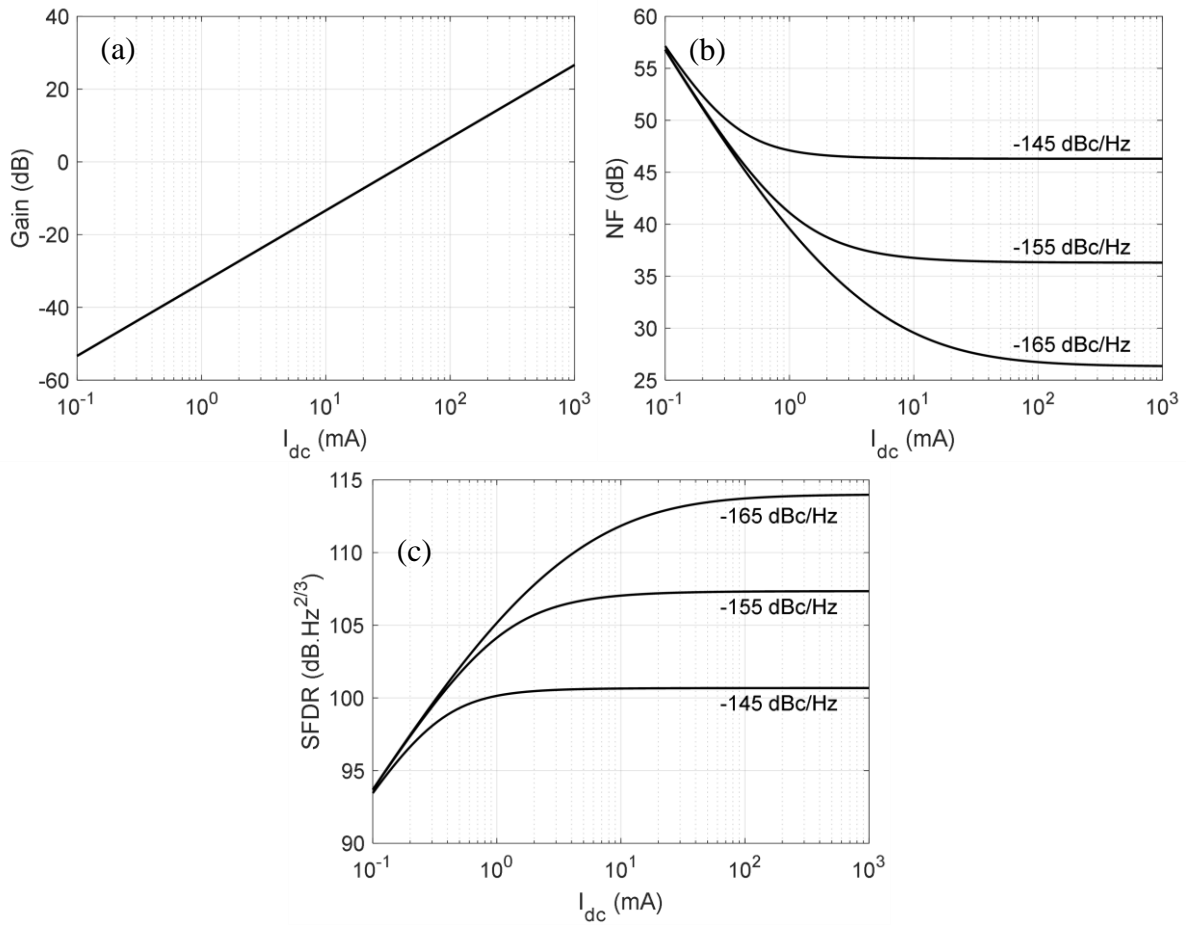 (a)
Gain (dB)
40
20
0
-20
-40
-60
10^-1
10^0
10^1
10^2
10^3
I_dc (mA)
(b)
NF (dB)
60
55
50
45
40
35
30
25
-145 dBc/Hz
-155 dBc/Hz
-165 dBc/Hz
10^-1
10^0
10^1
10^2
10^3
I_dc (mA)
(c)
SFDR (dB.Hz^2/3)
115
110
105
100
95
90
-165 dBc/Hz
-155 dBc/Hz
-145 dBc/Hz
10^-1
10^0
10^1
10^2
10^3
I_dc (mA)